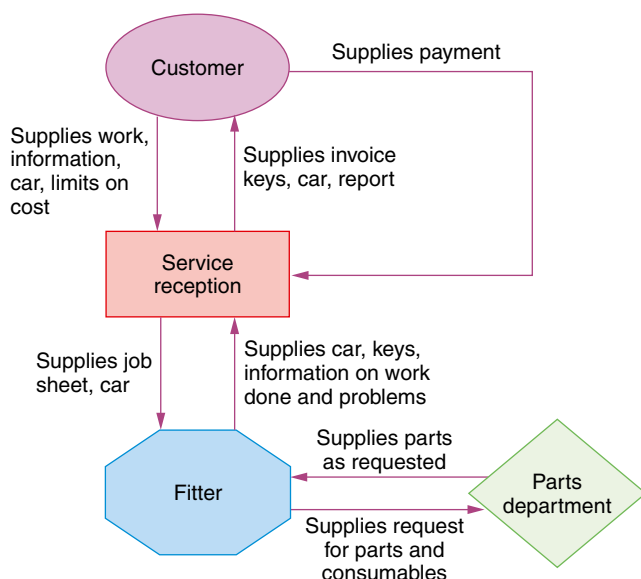 Customer
Supplies payment
Supplies work,
information,
car, limits on
cost
Supplies invoice
keys, car, report
Service
reception
Supplies job
sheet, car
Supplies car, keys,
information on work
done and problems
Fitter
Supplies parts
as requested
Parts
department
Supplies request
for parts and
consumables